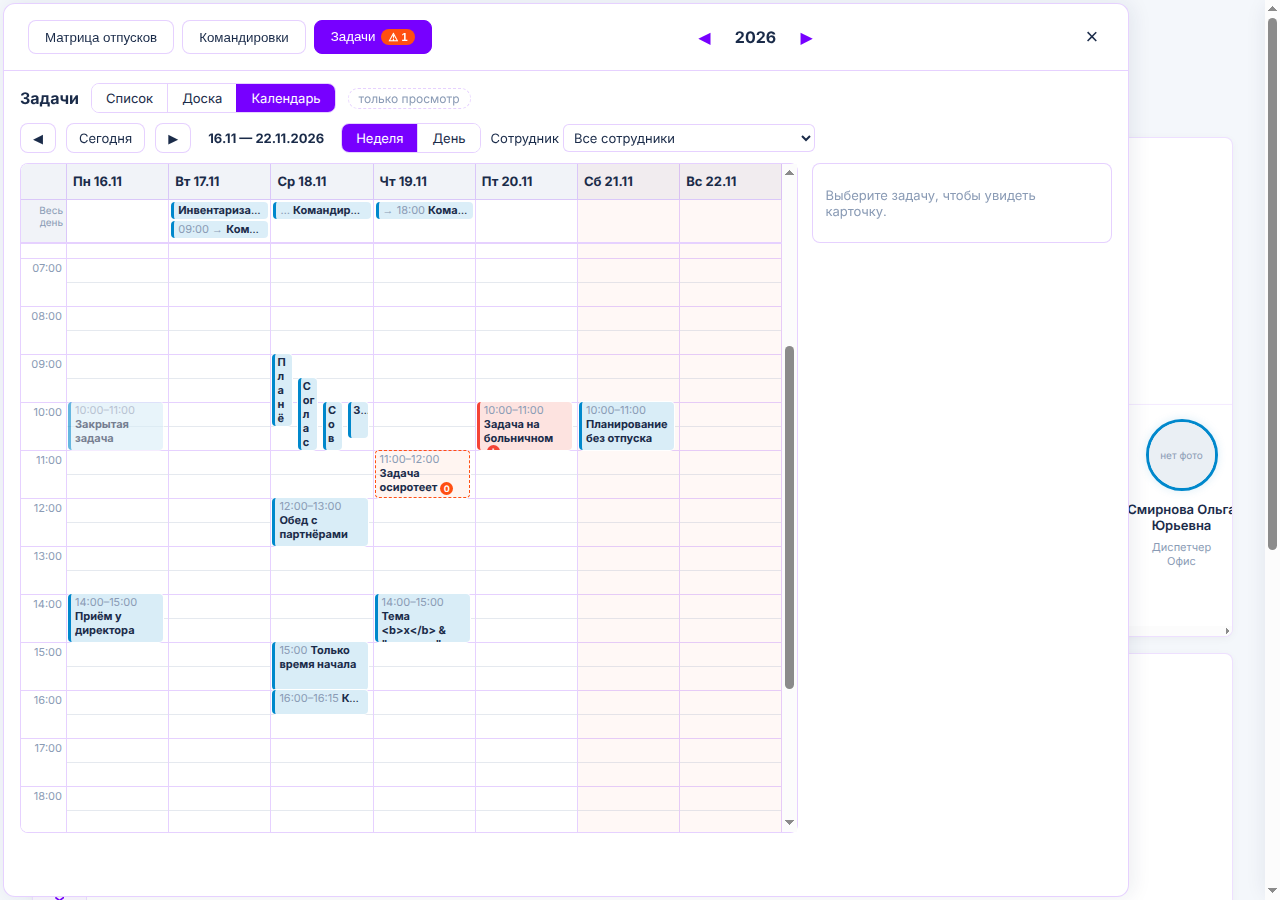 Матрица отпусков
Командировки
Задачи ⚠ 1
◀ 2026 ▶
×
Задачи
Список
Доска
Календарь
только просмотр
◀
Сегодня
▶
16.11 — 22.11.2026
Неделя
День
Сотрудник
Все сотрудники
Пн 16.11
Вт 17.11
Ср 18.11
Чт 19.11
Пт 20.11
Сб 21.11
Вс 22.11
Весь
день
Инвентариза...
09:00 → Ком...
... Командир...
→ 18:00 Кома...
Выберите задачу, чтобы увидеть
карточку.
07:00
08:00
09:00
10:00
11:00
12:00
13:00
14:00
15:00
16:00
17:00
18:00
10:00–11:00
Закрытая
задача
14:00–15:00
Приём у
директора
П
л
а
н
ё
С
ог
л
а
с
С
о
в
З...
12:00–13:00
Обед с
партнёрами
15:00 Только
время начала
16:00–16:15 К...
11:00–12:00
Задача
осиротеет 0
14:00–15:00
Тема
<b>x</b> &
10:00–11:00
Задача на
больничном
10:00–11:00
Планирование
без отпуска
нет фото
Смирнова Ольга
Юрьевна
Диспетчер
Офис